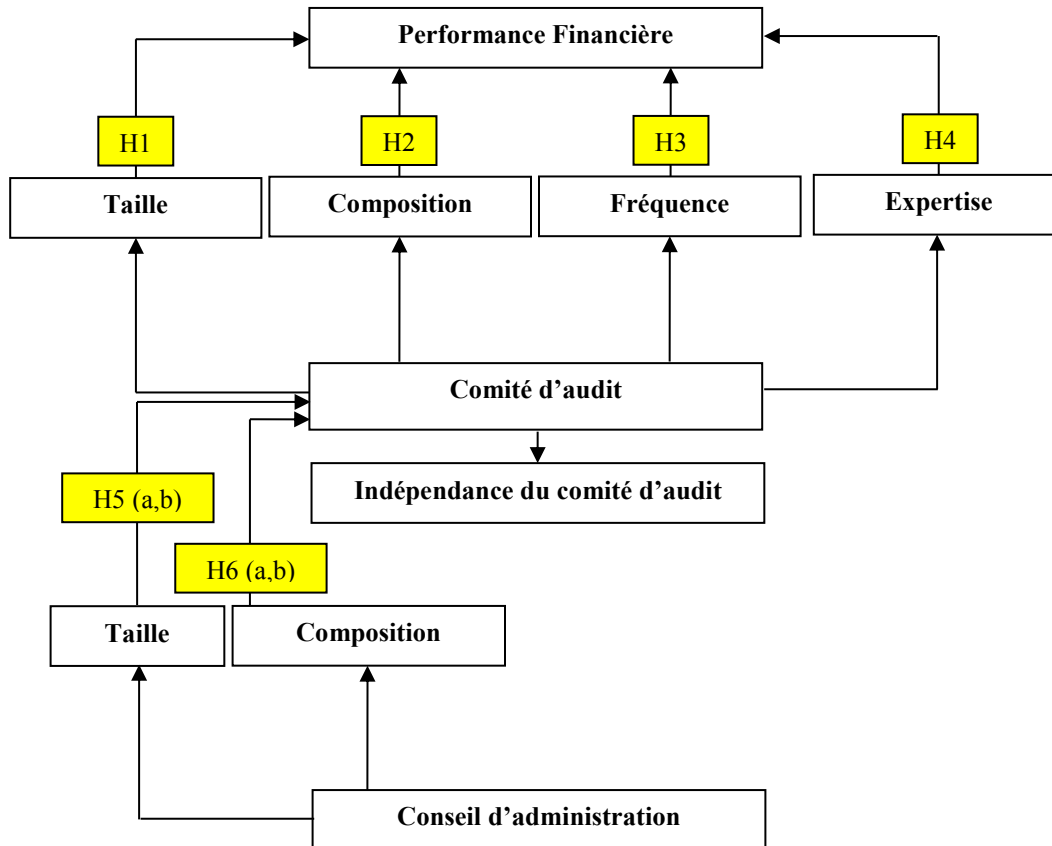 Performance Financière
H1
H2
H3
H4
Taille
Composition
Fréquence
Expertise
Comité d’audit
Indépendance du comité d’audit
H5 (a,b)
H6 (a,b)
Taille
Composition
Conseil d’administration